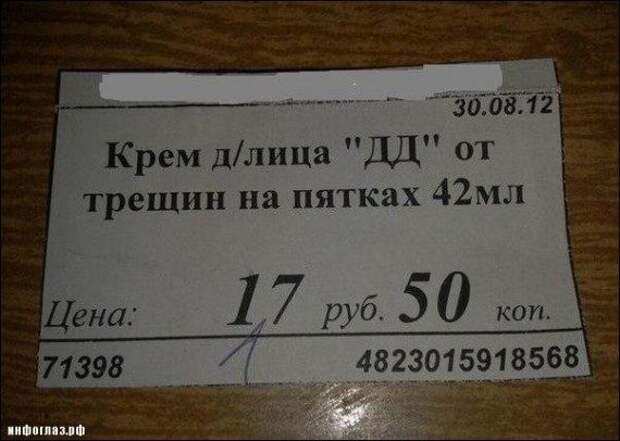 30.08.12
Крем д/лица "ДД" от
трещин на пятках 42мл
Цена: 17 руб. 50 коп.
71398 4823015918568
инфоглаз.рф